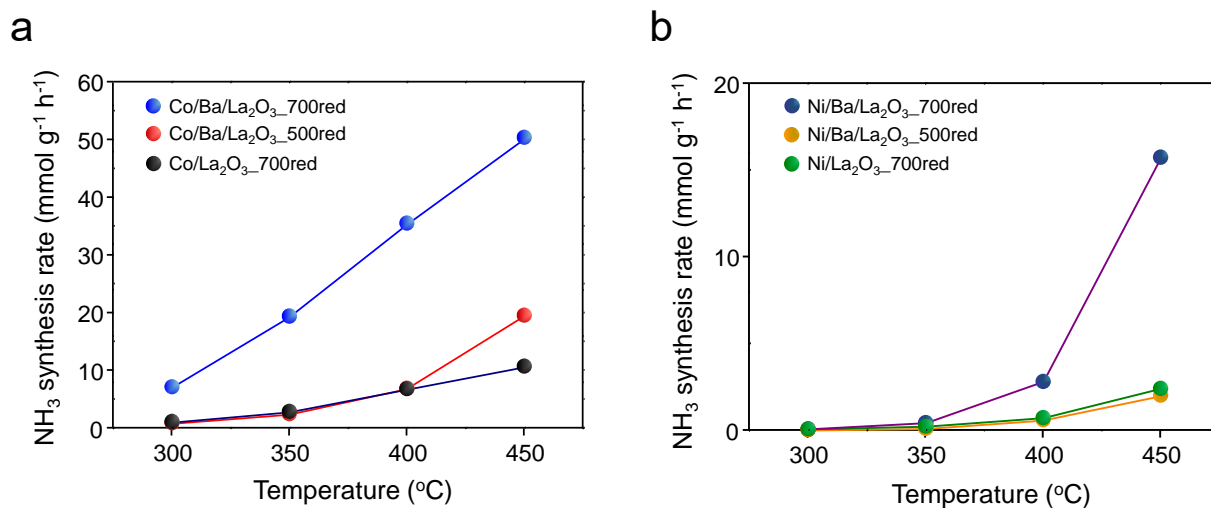 a
NH₃ synthesis rate (mmol g⁻¹ h⁻¹)
60
50
40
30
20
10
0
Co/Ba/La₂O₃_700red
Co/Ba/La₂O₃_500red
Co/La₂O₃_700red
300 350 400 450
Temperature (°C)
b
NH₃ synthesis rate (mmol g⁻¹ h⁻¹)
20
10
0
Ni/Ba/La₂O₃_700red
Ni/Ba/La₂O₃_500red
Ni/La₂O₃_700red
300 350 400 450
Temperature (°C)